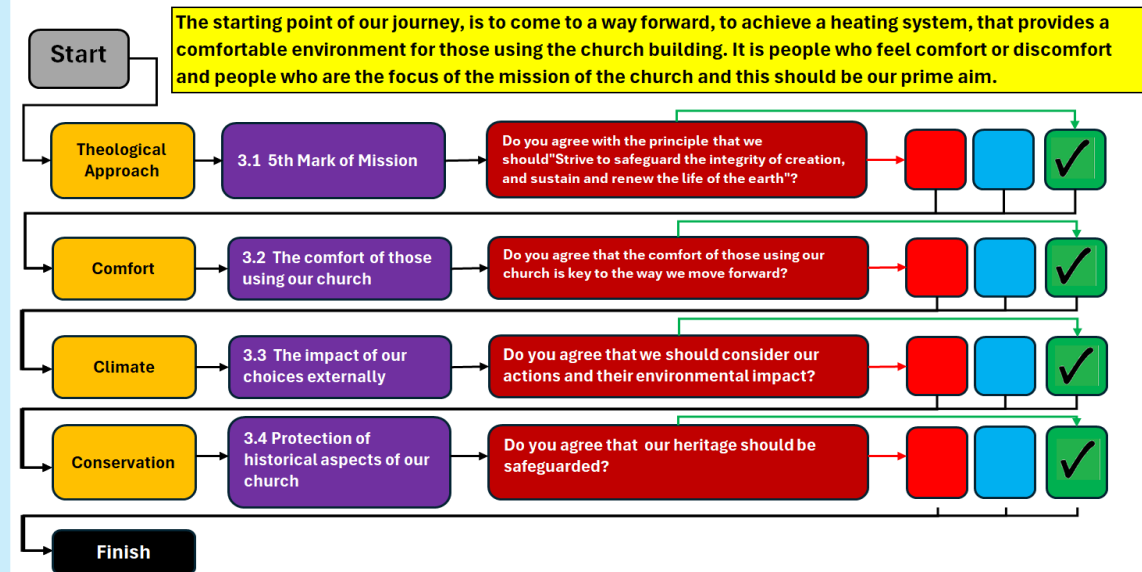 The starting point of our journey, is to come to a way forward, to achieve a heating system, that provides a
comfortable environment for those using the church building. It is people who feel comfort or discomfort
and people who are the focus of the mission of the church and this should be our prime aim.
Start
Theological
Approach
3.1 5th Mark of Mission
Do you agree with the principle that we
should"Strive to safeguard the integrity of creation,
and sustain and renew the life of the earth"?
Comfort
3.2 The comfort of those
using our church
Do you agree that the comfort of those using our
church is key to the way we move forward?
Climate
3.3 The impact of our
choices externally
Do you agree that we should consider our
actions and their environmental impact?
Conservation
3.4 Protection of
historical aspects of our
church
Do you agree that our heritage should be
safeguarded?
Finish